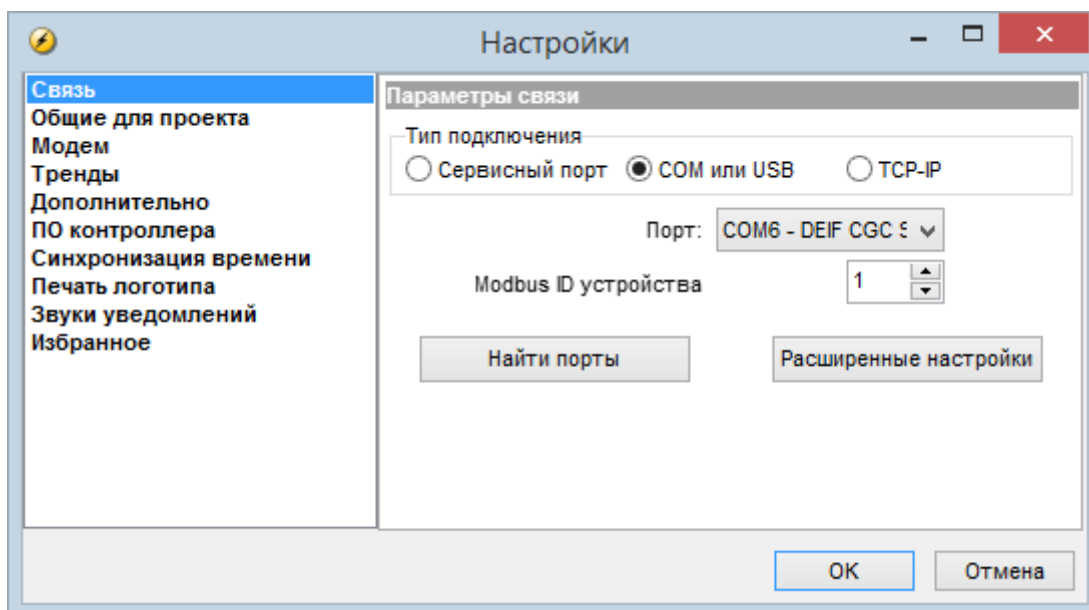 Настройки
Связь
Общие для проекта
Модем
Тренды
Дополнительно
ПО контроллера
Синхронизация времени
Печать логотипа
Звуки уведомлений
Избранное
Параметры связи
Тип подключения
Сервисный порт COM или USB TCP-IP
Порт: COM6 - DEIF CGC S
Modbus ID устройства 1
Найти порты Расширенные настройки
OK Отмена